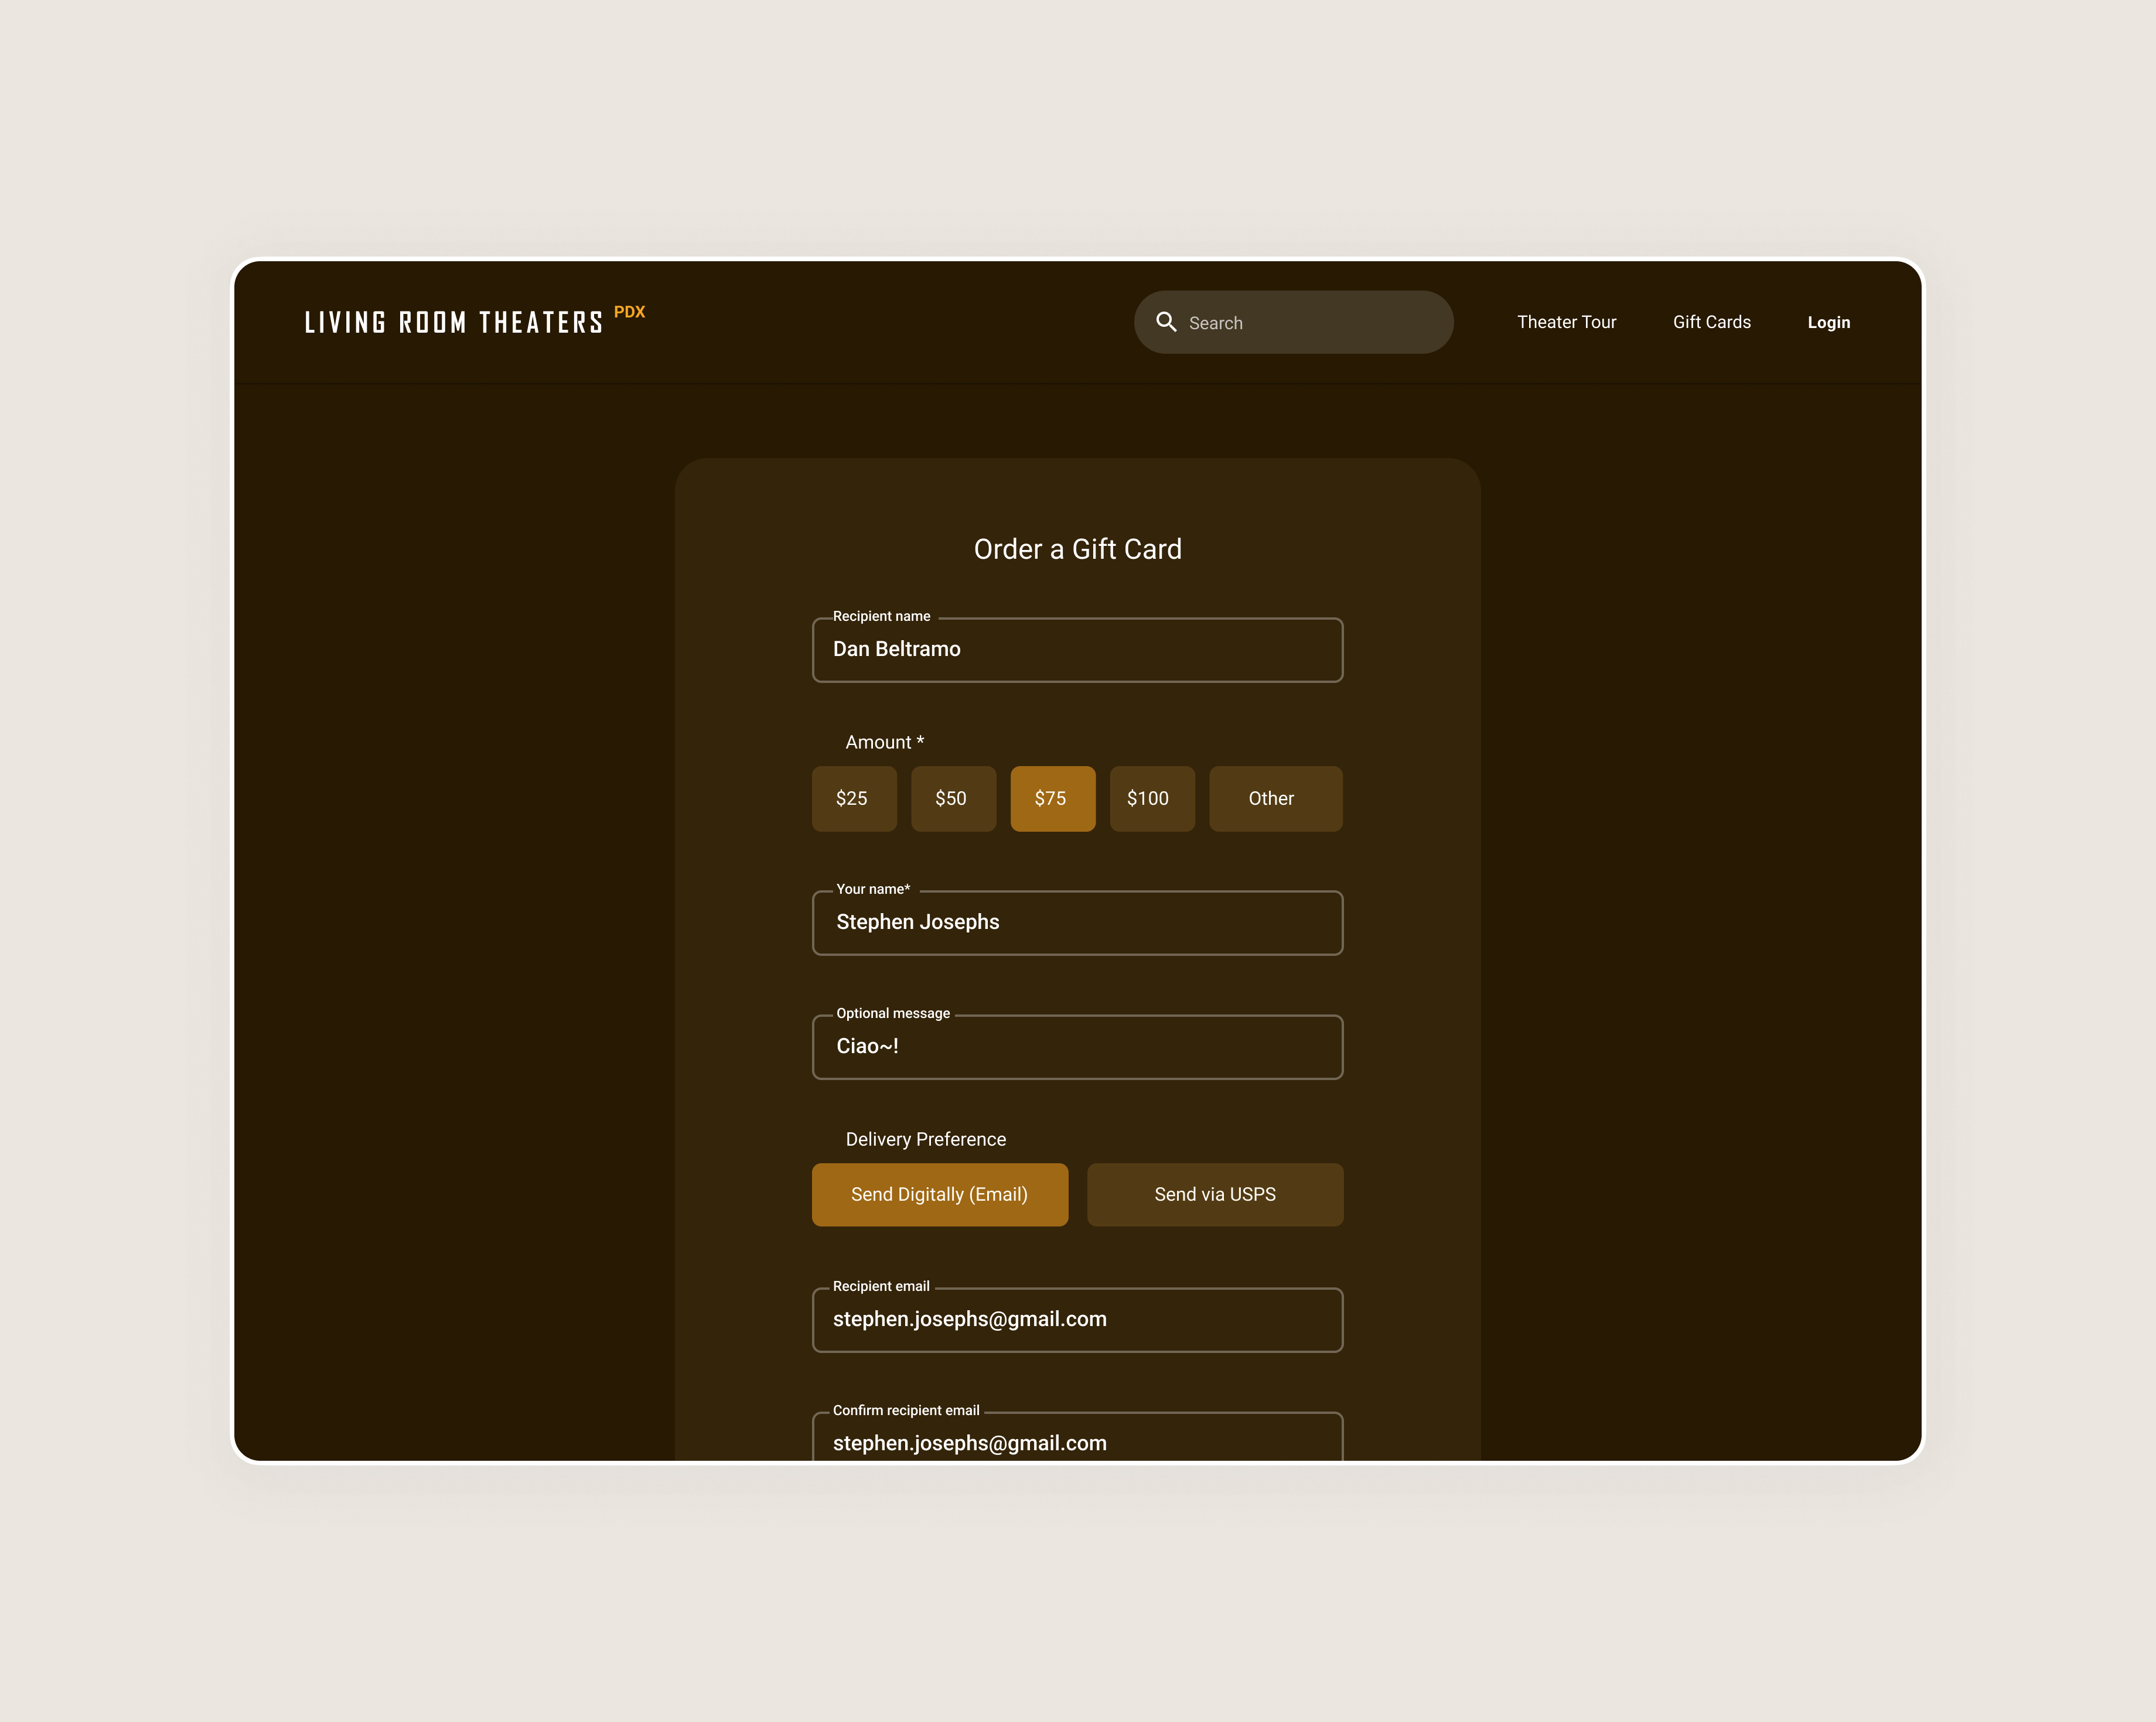 LIVING ROOM THEATERS PDX
Search
Theater Tour
Gift Cards
Login
Order a Gift Card
Recipient name
Dan Beltramo
Amount *
$25 $50 $75 $100 Other
Your name*
Stephen Josephs
Optional message
Ciao~!
Delivery Preference
Send Digitally (Email) Send via USPS
Recipient email
stephen.josephs@gmail.com
Confirm recipient email
stephen.josephs@gmail.com